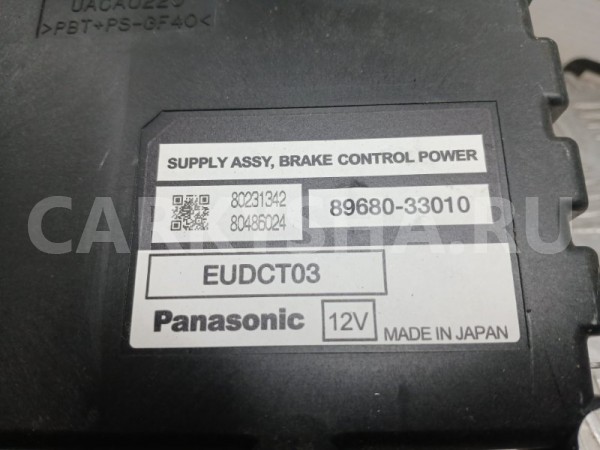 >PBT+PS-GF40<
SUPPLY ASSY, BRAKE CONTROL POWER
80231342
80486024
89680-33010
CARKISHA.RU
EUDCT03
Panasonic 12V MADE IN JAPAN